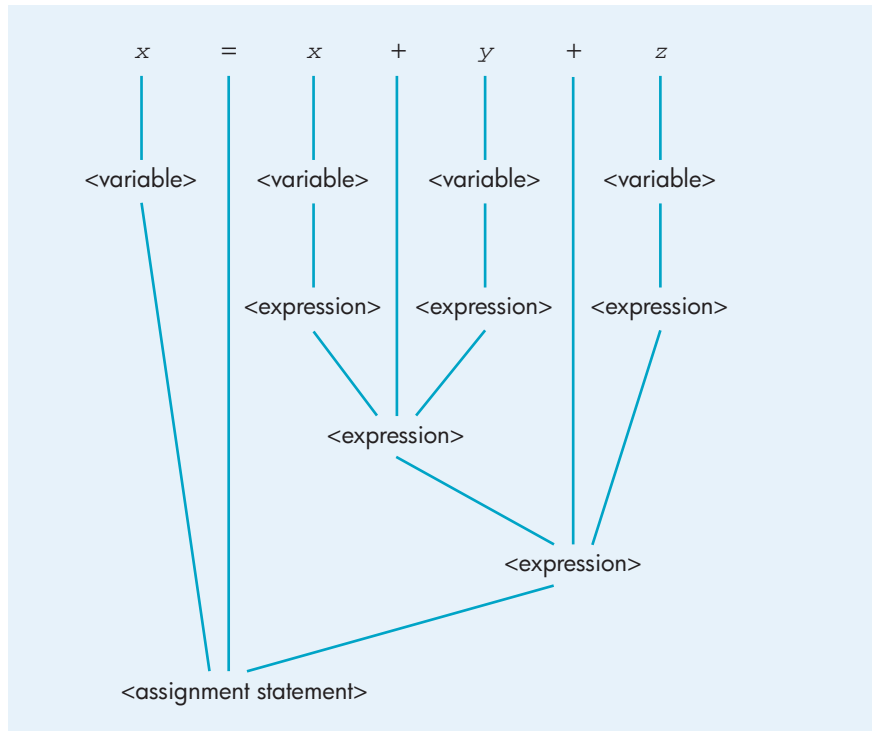 x = x + y + z
<variable> <variable> <variable> <variable>
<expression> <expression> <expression>
<expression>
<expression>
<assignment statement>